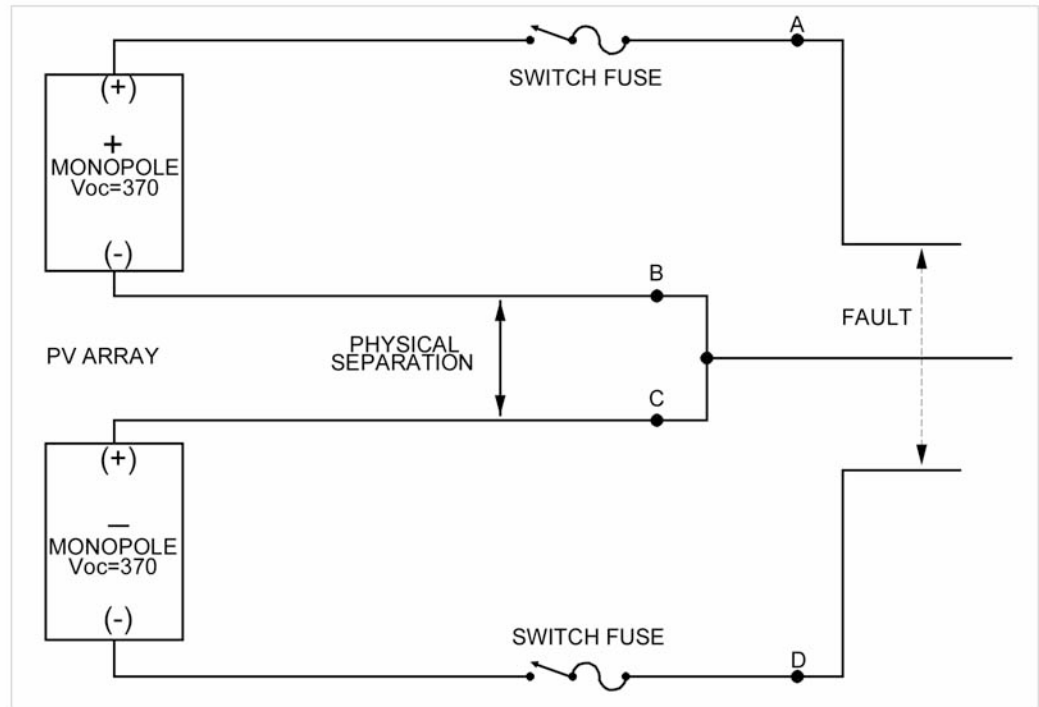 A
SWITCH FUSE
(+)
+
MONOPOLE
Voc=370
(-)
B
FAULT
PHYSICAL
SEPARATION
PV ARRAY
C
(+)
—
MONOPOLE
Voc=370
(-)
SWITCH FUSE
D